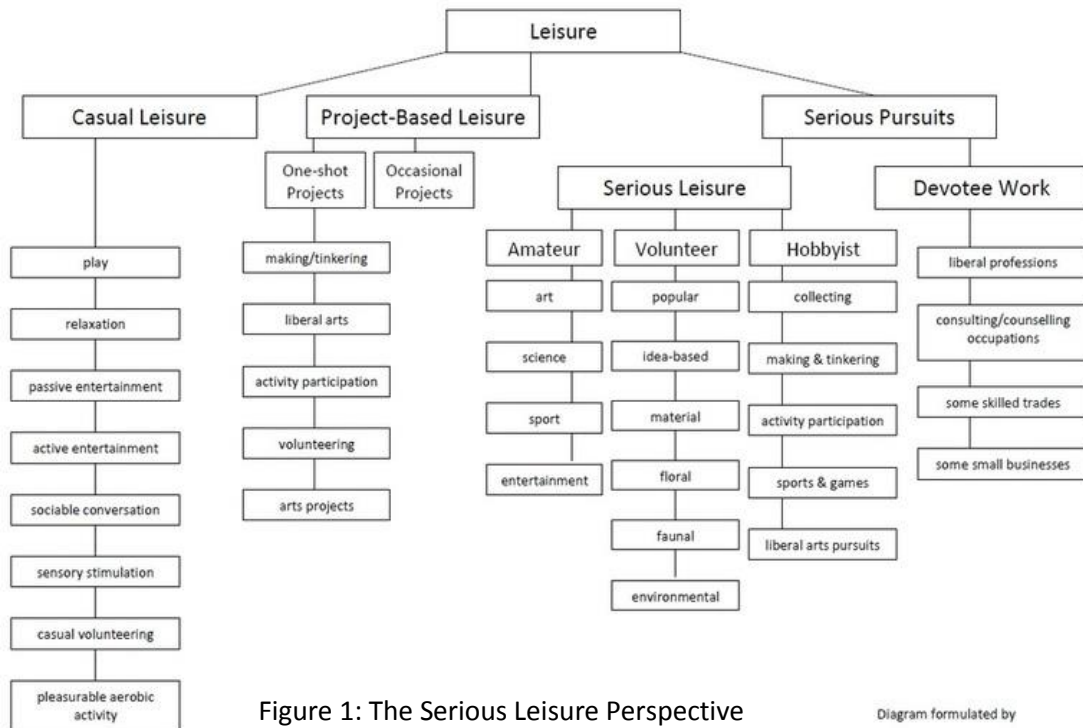 Leisure
Casual Leisure
Project-Based Leisure
Serious Pursuits
One-shot
Projects
Occasional
Projects
Serious Leisure
Devotee Work
Amateur
Volunteer
Hobbyist
play
relaxation
passive entertainment
active entertainment
sociable conversation
sensory stimulation
casual volunteering
pleasurable aerobic
activity
making/tinkering
liberal arts
activity participation
volunteering
arts projects
art
science
sport
entertainment
popular
idea-based
material
floral
faunal
environmental
collecting
making & tinkering
activity participation
sports & games
liberal arts pursuits
liberal professions
consulting/counselling
occupations
some skilled trades
some small businesses
Figure 1: The Serious Leisure Perspective
Diagram formulated by